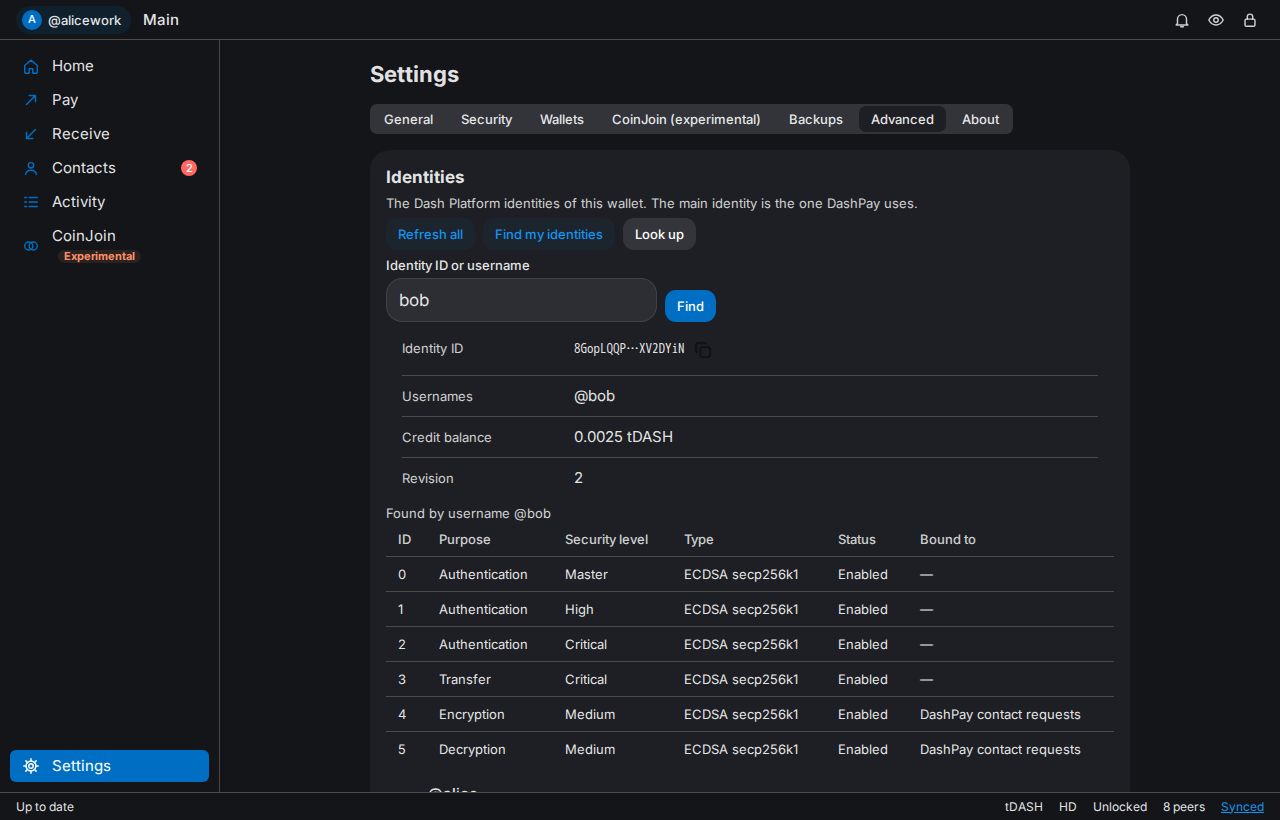 A @alicework Main
Home
Pay
Receive
Contacts 2
Activity
CoinJoin
Experimental
Settings
Settings
General Security Wallets CoinJoin (experimental) Backups Advanced About
Identities
The Dash Platform identities of this wallet. The main identity is the one DashPay uses.
Refresh all Find my identities Look up
Identity ID or username
bob Find
Identity ID 8GopLQQP⋯XV2DYiN
Usernames @bob
Credit balance 0.0025 tDASH
Revision 2
Found by username @bob
ID Purpose Security level Type Status Bound to
0 Authentication Master ECDSA secp256k1 Enabled —
1 Authentication High ECDSA secp256k1 Enabled —
2 Authentication Critical ECDSA secp256k1 Enabled —
3 Transfer Critical ECDSA secp256k1 Enabled —
4 Encryption Medium ECDSA secp256k1 Enabled DashPay contact requests
5 Decryption Medium ECDSA secp256k1 Enabled DashPay contact requests
@alice
Up to date tDASH HD Unlocked 8 peers Synced